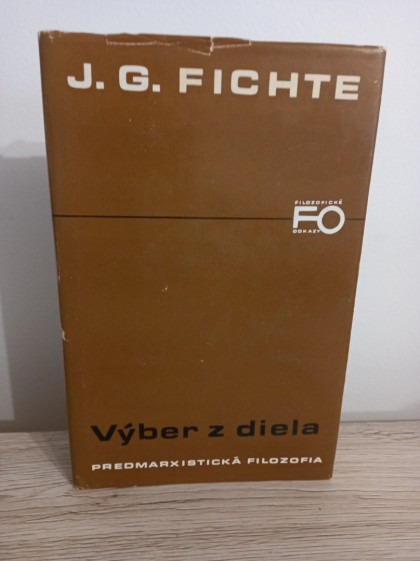 J. G. FICHTE
FILOZOFICKÉ
FO
ODKAZY
Výber z diela
PREDMARXISTICKÁ FILOZOFIA